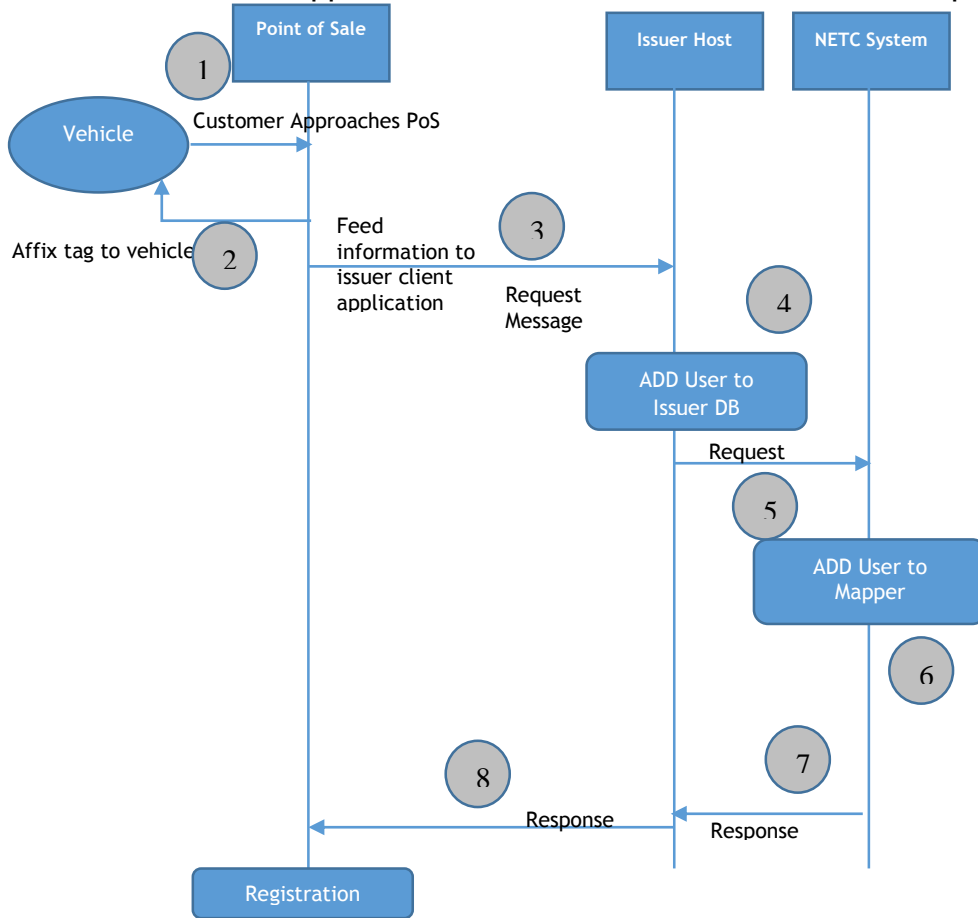 Point of Sale
Issuer Host
NETC System
1
Vehicle
Customer Approaches PoS
Affix tag to vehicle
2
Feed
information to
issuer client
application
3
Request
Message
4
ADD User to
Issuer DB
Request
5
ADD User to
Mapper
6
7
8
Response
Response
Registration